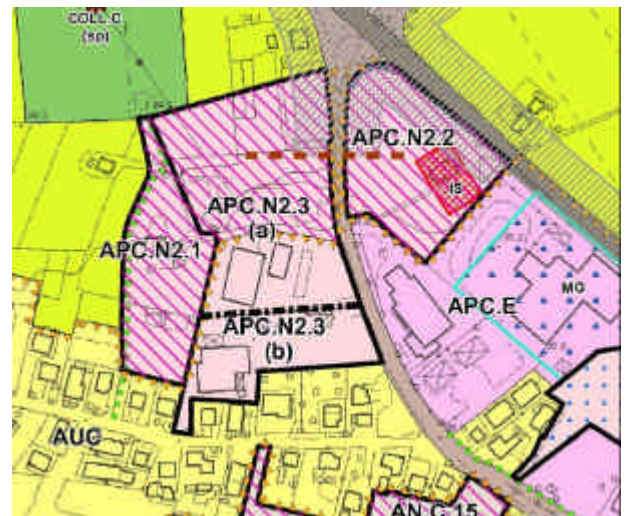 COLL.C
(sp)
APC.N2.2
IS
APC.N2.3
(a)
APC.N2.1
MG
APC.E
APC.N2.3
(b)
AUC
AN.C.15